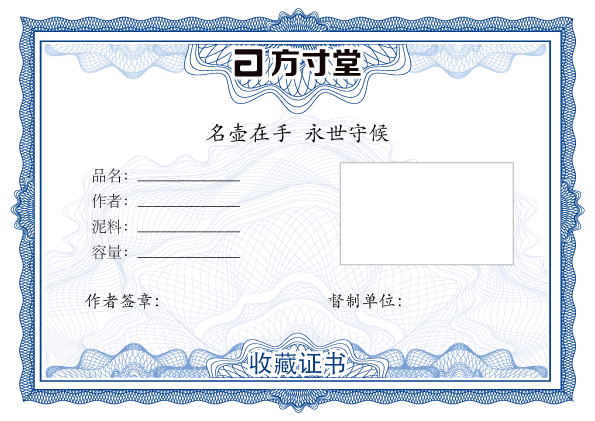 方寸堂
名壶在手 永世守候
品名：
作者：
泥料：
容量：
作者签章： 督制单位：
收藏证书